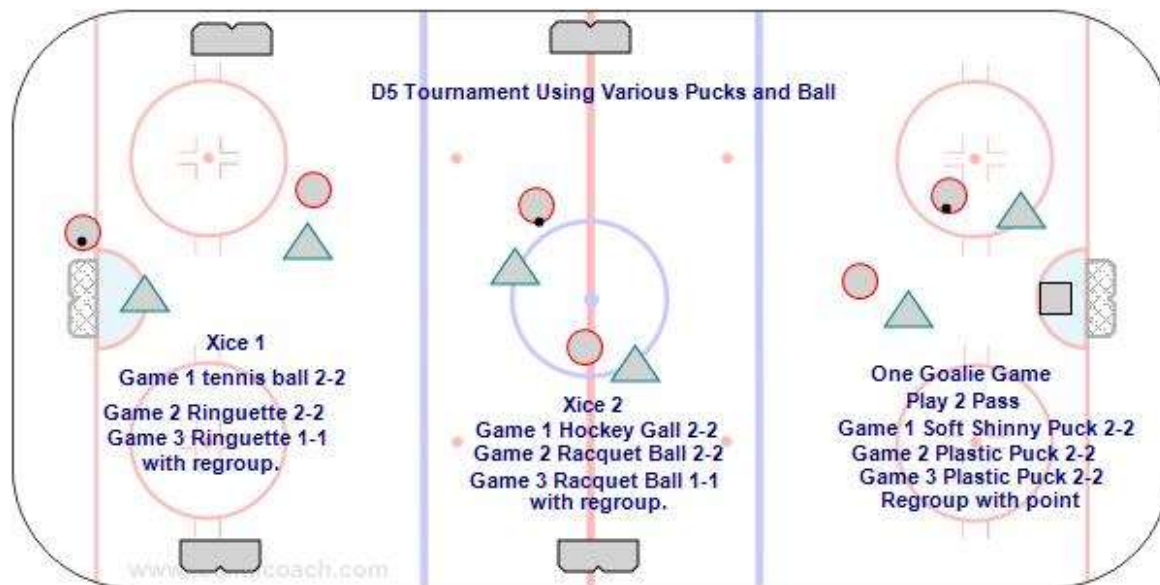 D5 Tournament Using Various Pucks and Ball
Xice 1
Game 1 tennis ball 2-2
Game 2 Ringuette 2-2
Game 3 Ringuette 1-1
with regroup.
Xice 2
Game 1 Hockey Gall 2-2
Game 2 Racquet Ball 2-2
Game 3 Racquet Ball 1-1
with regroup.
One Goalie Game
Play 2 Pass
Game 1 Soft Shinny Puck 2-2
Game 2 Plastic Puck 2-2
Game 3 Plastic Puck 2-2
Regroup with point